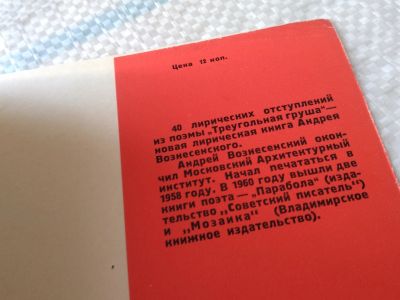 Цена 12 коп.
40 лирических отступлений
из поэмы „Треугольная груша“—
новая лирическая книга Андрея
Вознесенского.
Андрей Вознесенский окон-
чил Московский Архитектурный
институт. Начал печататься в
1958 году. В 1960 году вышли две
книги поэта — „Парабола“ (изда-
тельство „Советский писатель“)
и „Мозаика“ (Владимирское
книжное издательство).